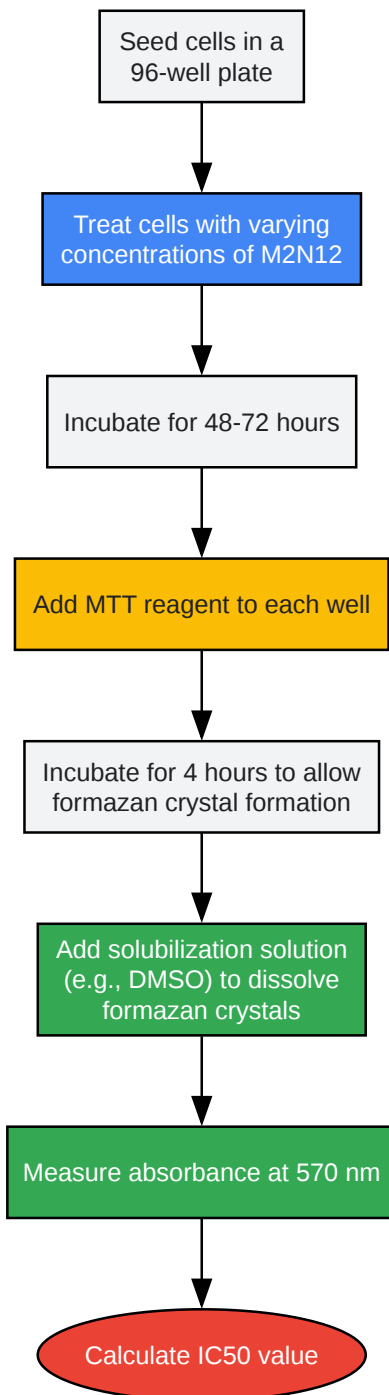 Seed cells in a
96-well plate
Treat cells with varying
concentrations of M2N12
Incubate for 48-72 hours
Add MTT reagent to each well
Incubate for 4 hours to allow
formazan crystal formation
Add solubilization solution
(e.g., DMSO) to dissolve
formazan crystals
Measure absorbance at 570 nm
Calculate IC50 value